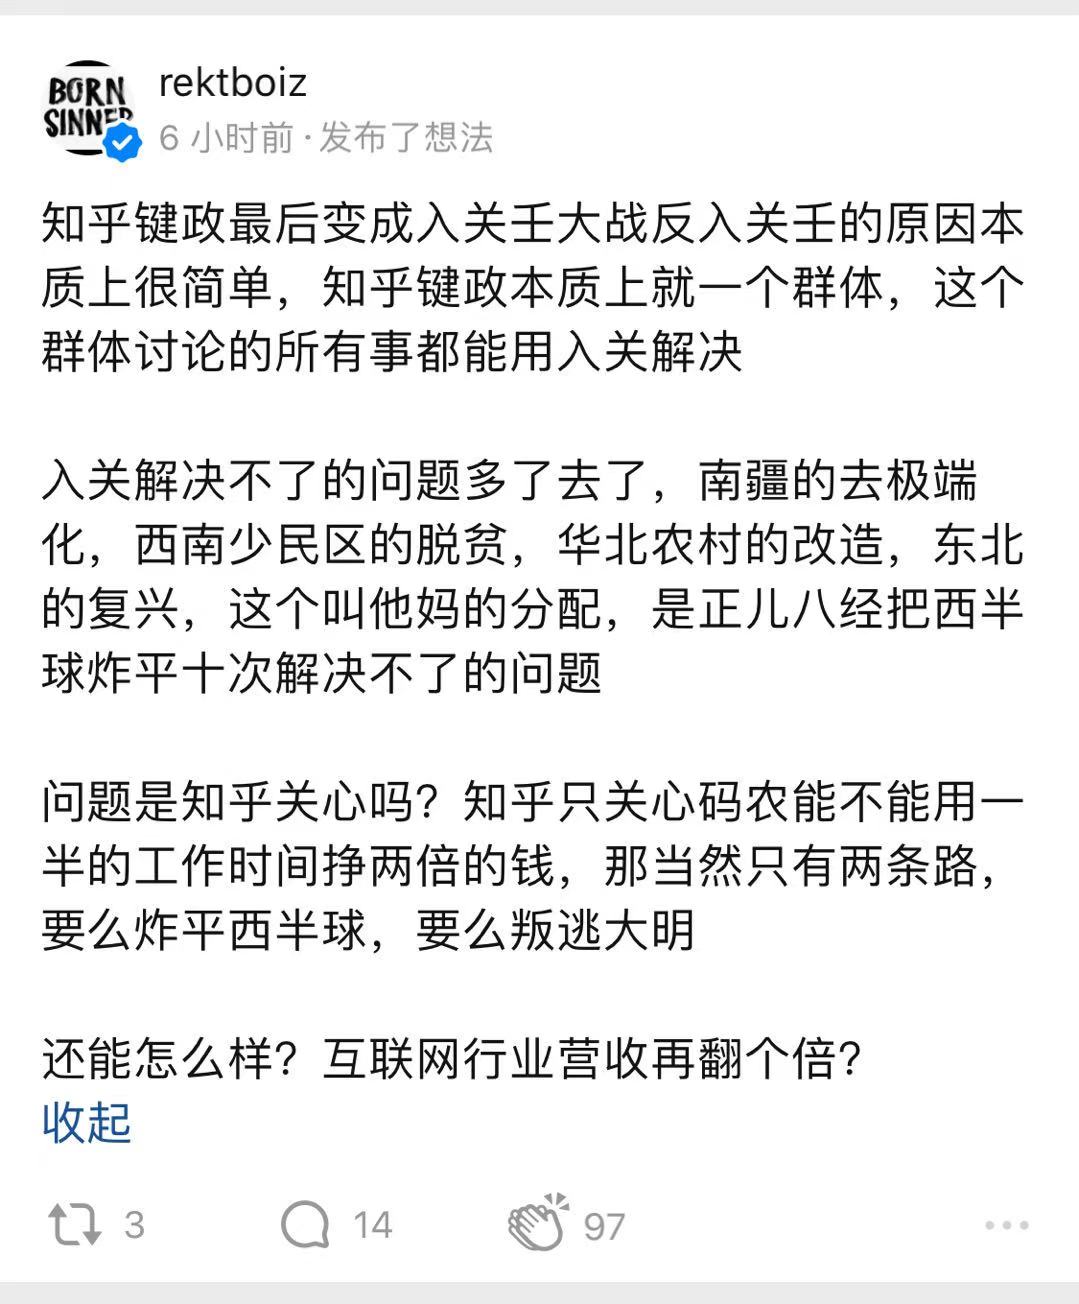 BORN
SINNER
rektboiz
6 小时前 · 发布了想法
知乎键政最后变成入关壬大战反入关壬的原因本
质上很简单，知乎键政本质上就一个群体，这个
群体讨论的所有事都能用入关解决
入关解决不了的问题多了去了，南疆的去极端
化，西南少民区的脱贫，华北农村的改造，东北
的复兴，这个叫他妈的分配，是正儿八经把西半
球炸平十次解决不了的问题
问题是知乎关心吗？知乎只关心码农能不能用一
半的工作时间挣两倍的钱，那当然只有两条路，
要么炸平西半球，要么叛逃大明
还能怎么样？互联网行业营收再翻个倍？
收起
3 14 97